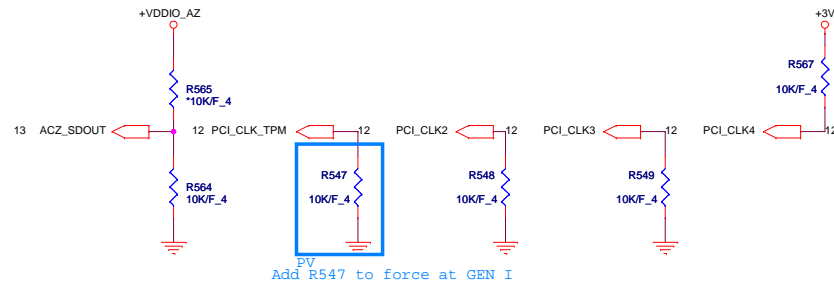 +VDDIO_AZ
+3V
R565
*10K/F_4
R567
10K/F_4
13 ACZ_SDOUT
12 PCI_CLK_TPM
12
PCI_CLK2
12
PCI_CLK3
12
PCI_CLK4
12
R564
10K/F_4
R547
10K/F_4
R548
10K/F_4
R549
10K/F_4
PV
Add R547 to force at GEN I